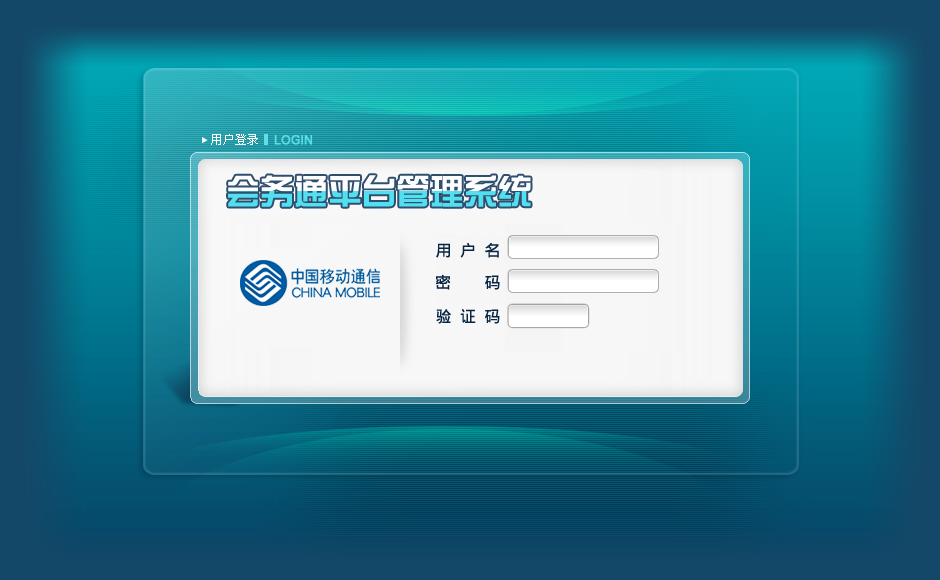 用户登录 LOGIN
会务通平台管理系统
中国移动通信
CHINA MOBILE
用户名
密码
验证码